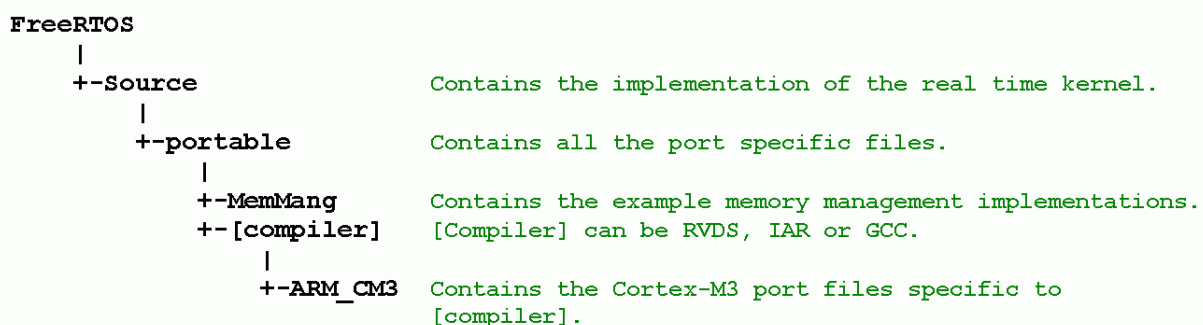 FreeRTOS
|
+-Source Contains the implementation of the real time kernel.
|
+-portable Contains all the port specific files.
|
+-MemMang Contains the example memory management implementations.
+-[compiler] [Compiler] can be RVDS, IAR or GCC.
|
+-ARM_CM3 Contains the Cortex-M3 port files specific to
[compiler].